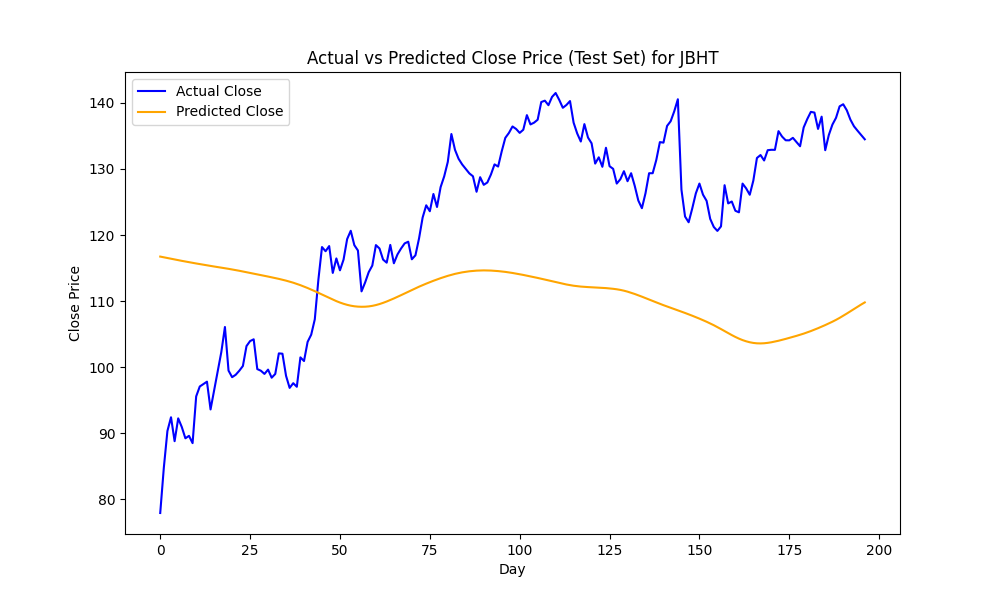 Actual vs Predicted Close Price (Test Set) for JBHT
Actual Close
Predicted Close
Close Price
140
130
120
110
100
90
80
0 25 50 75 100 125 150 175 200
Day